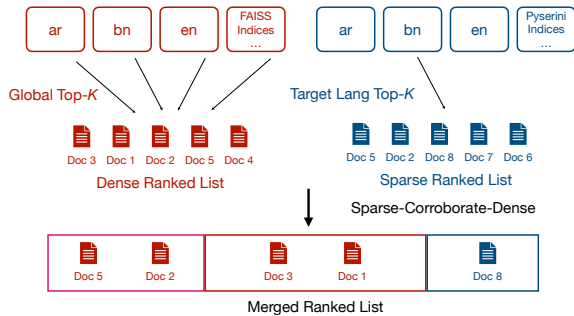 ar
bn
en
FAISS
Indices
...
ar
bn
en
Pyserini
Indices
...
Global Top-K
Target Lang Top-K
Doc 3 Doc 1 Doc 2 Doc 5 Doc 4
Doc 5 Doc 2 Doc 8 Doc 7 Doc 6
Dense Ranked List
Sparse Ranked List
Sparse-Corroborate-Dense
Doc 5 Doc 2 Doc 3 Doc 1 Doc 8
Merged Ranked List